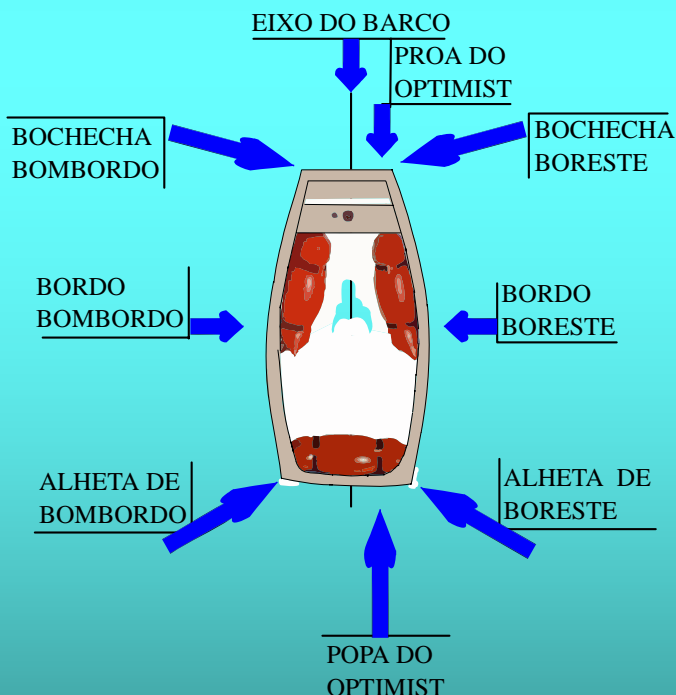 EIXO DO BARCO
PROA DO
OPTIMIST
BOCHECHA
BOMBORDO
BOCHECHA
BORESTE
BORDO
BOMBORDO
BORDO
BORESTE
ALHETA DE
BOMBORDO
ALHETA DE
BORESTE
POPA DO
OPTIMIST